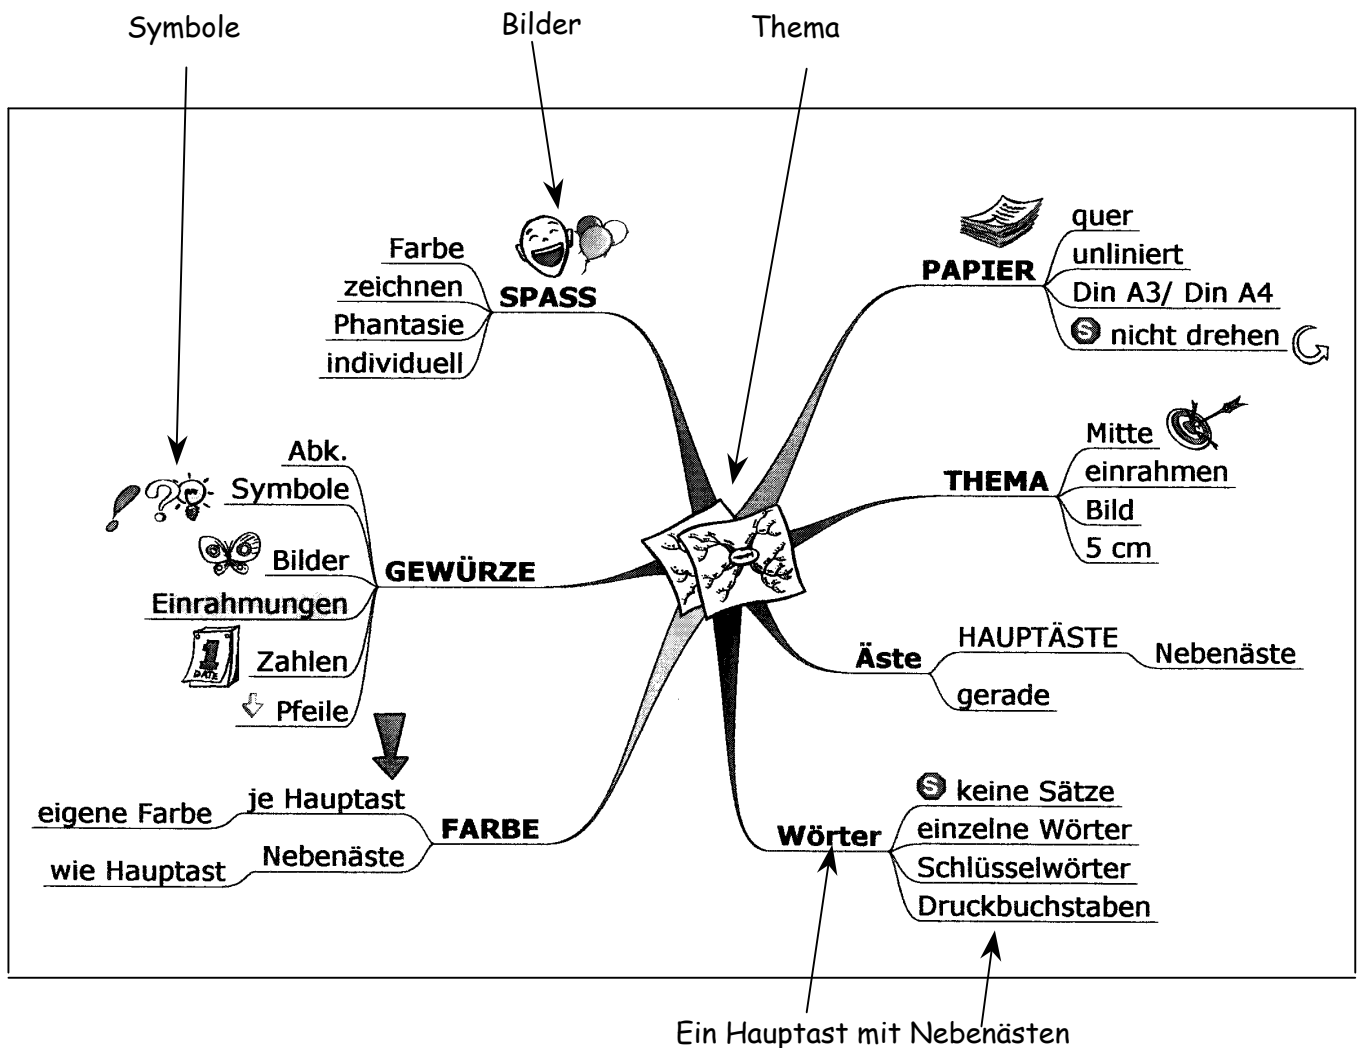 Symbole
Bilder
Thema
Farbe
zeichnen
Phantasie
individuell
SPASS
PAPIER
quer
unliniert
Din A3/ Din A4
S nicht drehen
THEMA
Mitte
einrahmen
Bild
5 cm
Abk.
Symbole
Bilder
Einrahmungen
1
DATE
Zahlen
Pfeile
GEWÜRZE
Äste
HAUPTÄSTE
Nebenäste
gerade
eigene Farbe
je Hauptast
wie Hauptast
Nebenäste
FARBE
Wörter
S keine Sätze
einzelne Wörter
Schlüsselwörter
Druckbuchstaben
Ein Hauptast mit Nebenästen